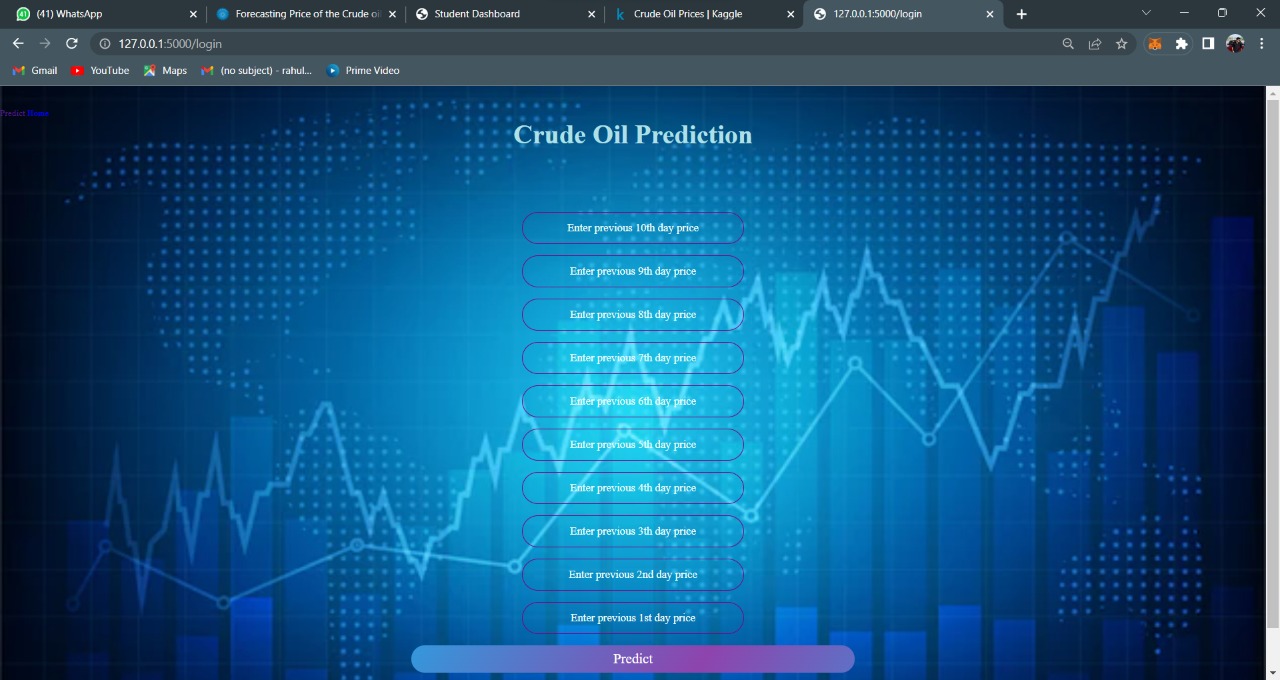 (41) WhatsApp
Forecasting Price of the Crude oi
Student Dashboard
Crude Oil Prices | Kaggle
127.0.0.1:5000/login
127.0.0.1:5000/login
Gmail YouTube Maps (no subject) - rahul... Prime Video
Predict Home
Crude Oil Prediction
Enter previous 10th day price
Enter previous 9th day price
Enter previous 8th day price
Enter previous 7th day price
Enter previous 6th day price
Enter previous 5th day price
Enter previous 4th day price
Enter previous 3th day price
Enter previous 2nd day price
Enter previous 1st day price
Predict